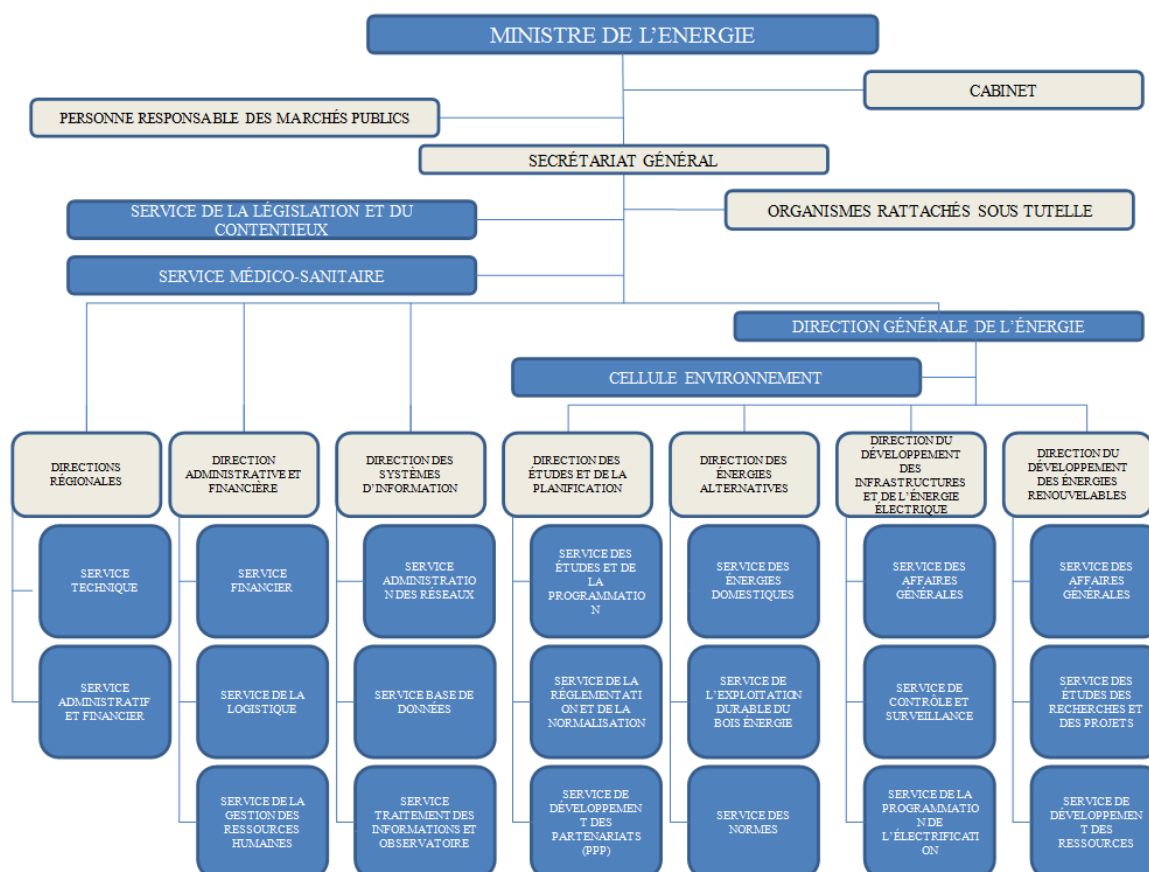 MINISTRE DE L’ENERGIE
CABINET
PERSONNE RESPONSABLE DES MARCHÉS PUBLICS
SECRÉTARIAT GÉNÉRAL
SERVICE DE LA LÉGISLATION ET DU
CONTENTIEUX
ORGANISMES RATTACHÉS SOUS TUTELLE
SERVICE MÉDICO-SANITAIRE
DIRECTION GÉNÉRALE DE L’ÉNERGIE
CELLULE ENVIRONNEMENT
DIRECTIONS
RÉGIONALES
DIRECTION
ADMINISTRATIVE ET
FINANCIÈRE
DIRECTION DES
SYSTÈMES
D’INFORMATION
DIRECTION DES
ÉTUDES ET DE LA
PLANIFICATION
DIRECTION DES
ÉNERGIES
ALTERNATIVES
DIRECTION DU
DÉVELOPPEMENT
DES
INFRASTRUCTURES
ET DE L’ÉNERGIE
ÉLECTRIQUE
DIRECTION DU
DÉVELOPPEMENT
DES ÉNERGIES
RENOUVELABLES
SERVICE
TECHNIQUE
SERVICE
FINANCIER
SERVICE
ADMINISTRATIO
N DES RÉSEAUX
SERVICE DES
ÉTUDES ET DE
LA
PROGRAMMATIO
N
SERVICE DES
ÉNERGIES
DOMESTIQUES
SERVICE DES
AFFAIRES
GÉNÉRALES
SERVICE DES
AFFAIRES
GÉNÉRALES
SERVICE
ADMINISTRATIF
ET FINANCIER
SERVICE DE LA
LOGISTIQUE
SERVICE BASE DE
DONNÉES
SERVICE DE LA
RÉGLEMENTATI
ON ET DE LA
NORMALISATION
SERVICE DE
L’EXPLOITATION
DURABLE DU
BOIS ÉNERGIE
SERVICE DE
CONTRÔLE ET
SURVEILLANCE
SERVICE DES
ÉTUDES DES
RECHERCHES ET
DES PROJETS
SERVICE DE LA
GESTION DES
RESSOURCES
HUMAINES
SERVICE
TRAITEMENT DES
INFORMATIONS ET
OBSERVATOIRE
SERVICE DE
DÉVELOPPEMEN
T DES
PARTENARIATS
(PPP)
SERVICE DES
NORMES
SERVICE DE LA
PROGRAMMATIO
N DE
L’ÉLECTRIFICATI
ON
SERVICE DE
DÉVELOPPEM
ENT DES
RESSOURCES